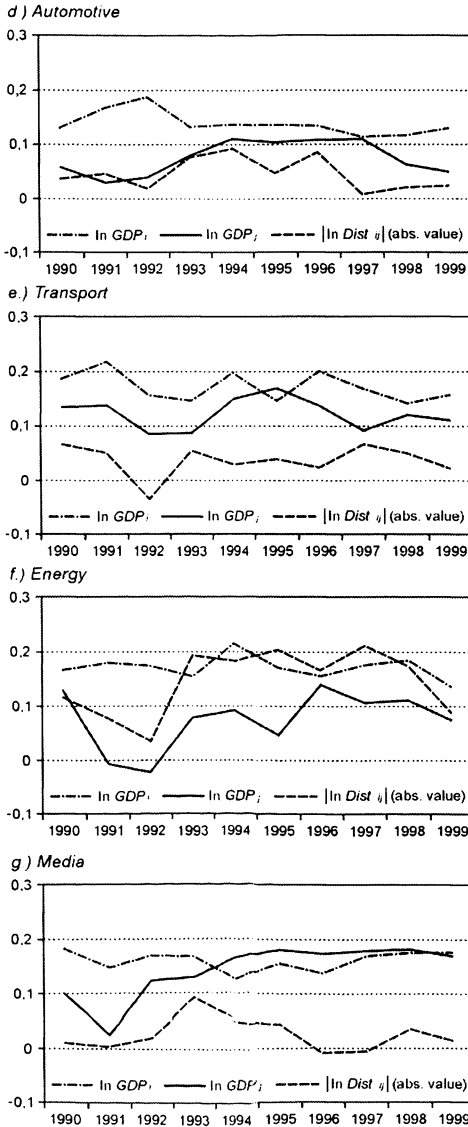 d ) Automotive
0,3
0,2
0,1
0
-0,1
ln GDP i ln GDP j |ln Dist ij| (abs. value)
1990 1991 1992 1993 1994 1995 1996 1997 1998 1999
e.) Transport
0,3
0,2
0,1
0
-0,1
ln GDP i ln GDP j |ln Dist ij| (abs. value)
1990 1991 1992 1993 1994 1995 1996 1997 1998 1999
f.) Energy
0,3
0,2
0,1
0
-0,1
ln GDP i ln GDP j |ln Dist ij| (abs. value)
1990 1991 1992 1993 1994 1995 1996 1997 1998 1999
g ) Media
0,3
0,2
0,1
0
-0,1
ln GDP i ln GDP j |ln Dist ij| (abs. value)
1990 1991 1992 1993 1994 1995 1996 1997 1998 1999